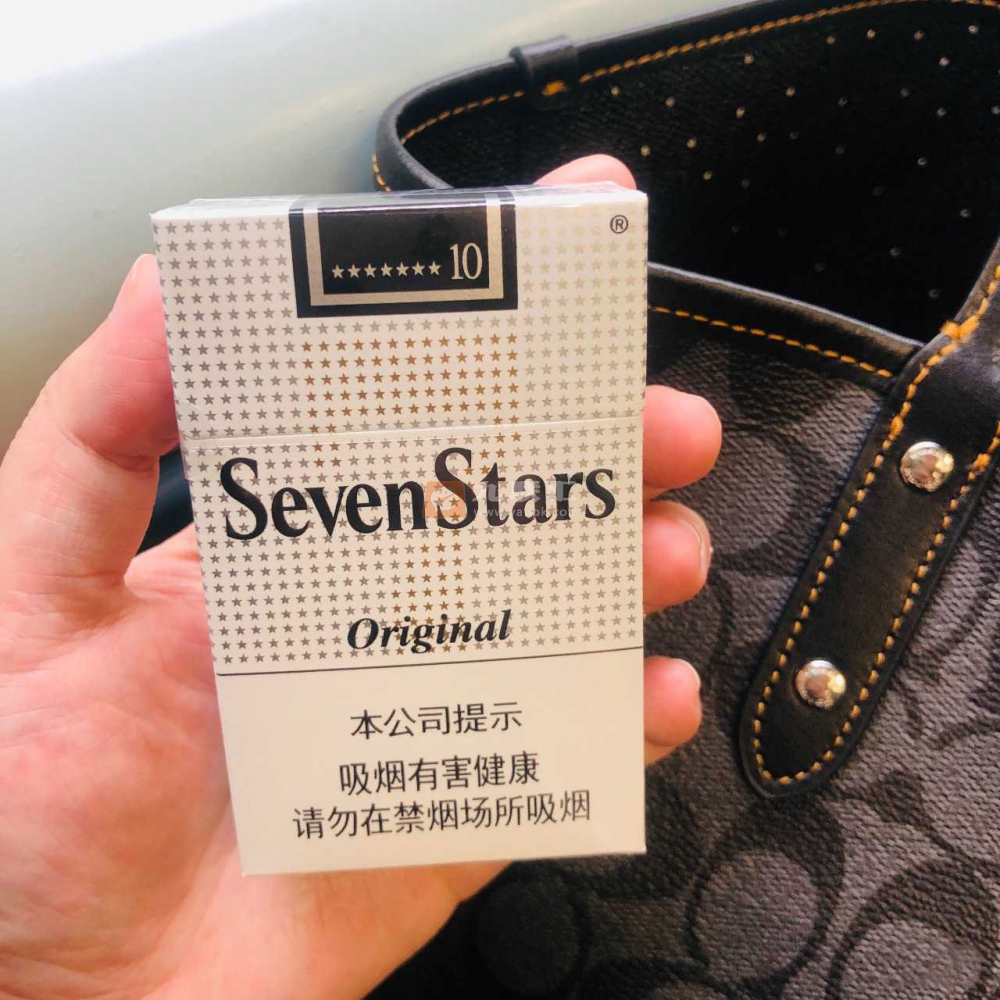 ★★★★★★★ 10
®
SevenStars
Original
本公司提示
吸烟有害健康
请勿在禁烟场所吸烟